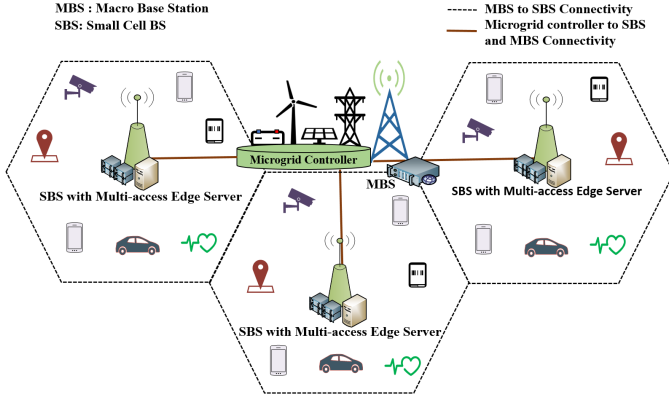 MBS : Macro Base Station
SBS: Small Cell BS
MBS to SBS Connectivity
Microgrid controller to SBS
and MBS Connectivity
Microgrid Controller
MBS
SBS with Multi-access Edge Server
SBS with Multi-access Edge Server
SBS with Multi-access Edge Server